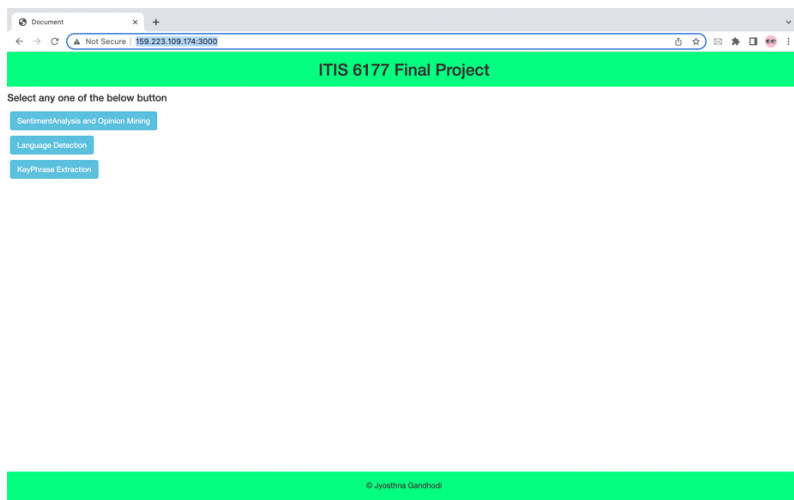 Document
Not Secure | 159.223.109.174:3000
ITIS 6177 Final Project
Select any one of the below button
SentimentAnalysis and Opinion Mining
Language Detection
KeyPhrase Extraction
© Jyosthna Gandhodi